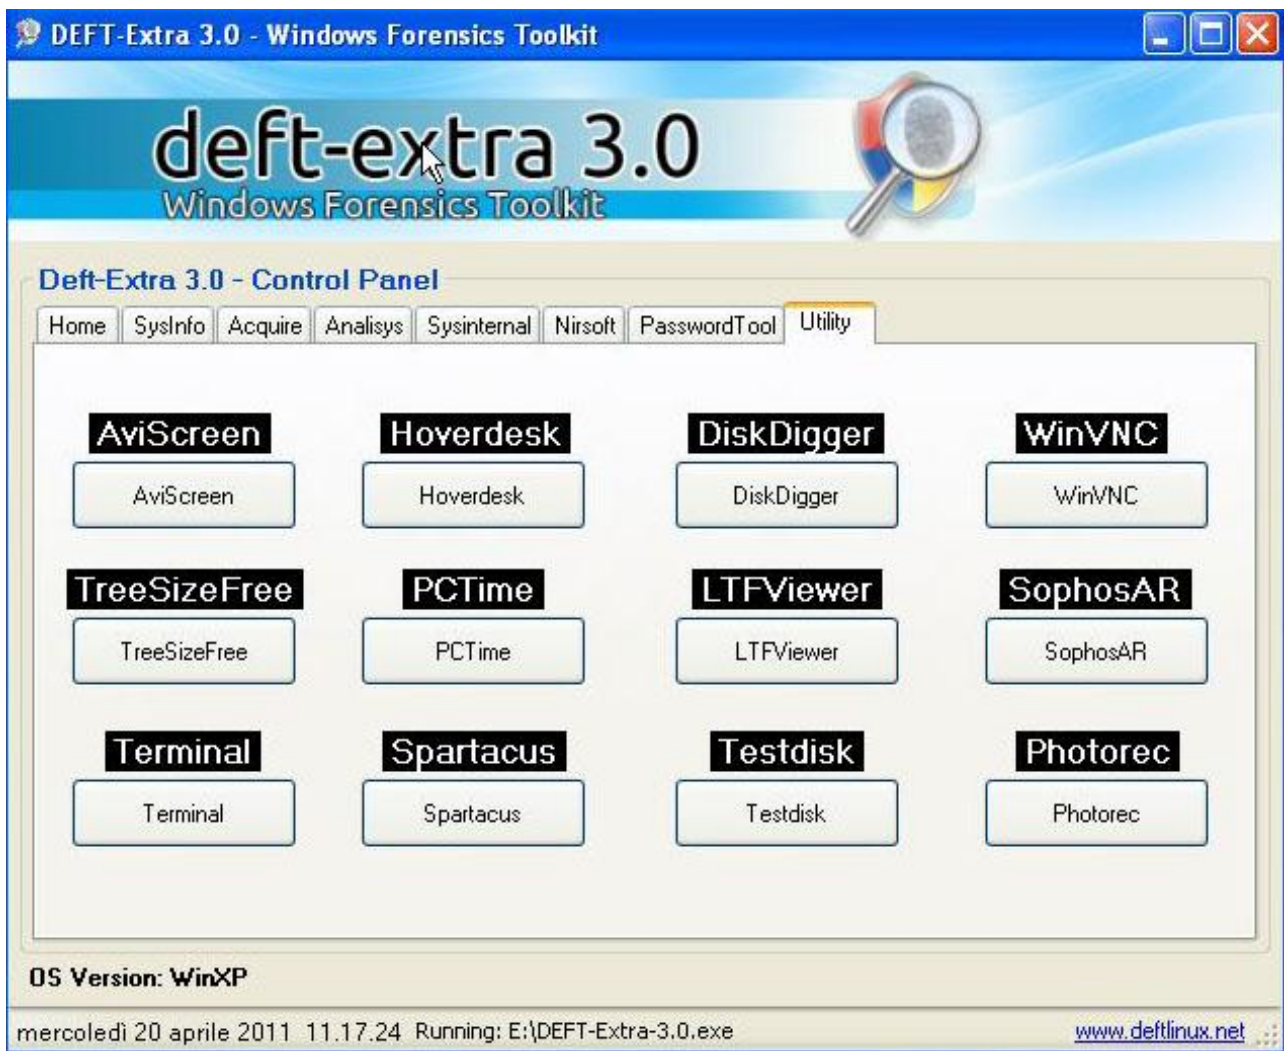 DEFT-Extra 3.0 - Windows Forensics Toolkit
deft-extra 3.0
Windows Forensics Toolkit
Deft-Extra 3.0 - Control Panel
Home SysInfo Acquire Analisys Sysinternal Nirsoft PasswordTool Utility
AviScreen Hoverdesk DiskDigger WinVNC
AviScreen Hoverdesk DiskDigger WinVNC
TreeSizeFree PCTime LTFViewer SophosAR
TreeSizeFree PCTime LTFViewer SophosAR
Terminal Spartacus Testdisk Photorec
Terminal Spartacus Testdisk Photorec
OS Version: WinXP
mercoledì 20 aprile 2011 11.17.24 Running: E:\DEFT-Extra-3.0.exe www.deftlinux.net